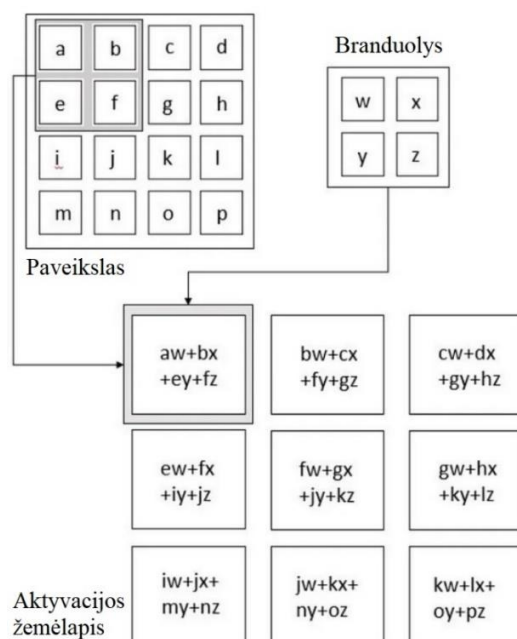 a b c d
Branduolys
e f g h
w x
y z
i j k l
m n o p
Paveikslas
aw+bx
+ey+fz
bw+cx
+fy+gz
cw+dx
+gy+hz
ew+fx
+iy+jz
fw+gx
+jy+kz
gw+hx
+ky+lz
iw+jx+
my+nz
jw+kx+
ny+oz
kw+lx+
oy+pz
Aktyvacijos
žemėlapis